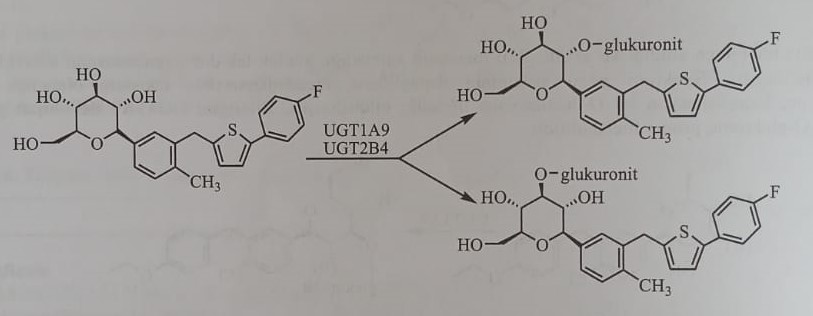 HO
HO
OH
HO
O
CH3
S
F
UGT1A9
UGT2B4
HO
HO
O-glukuronit
HO
O
CH3
S
F
O-glukuronit
HO
OH
HO
O
CH3
S
F